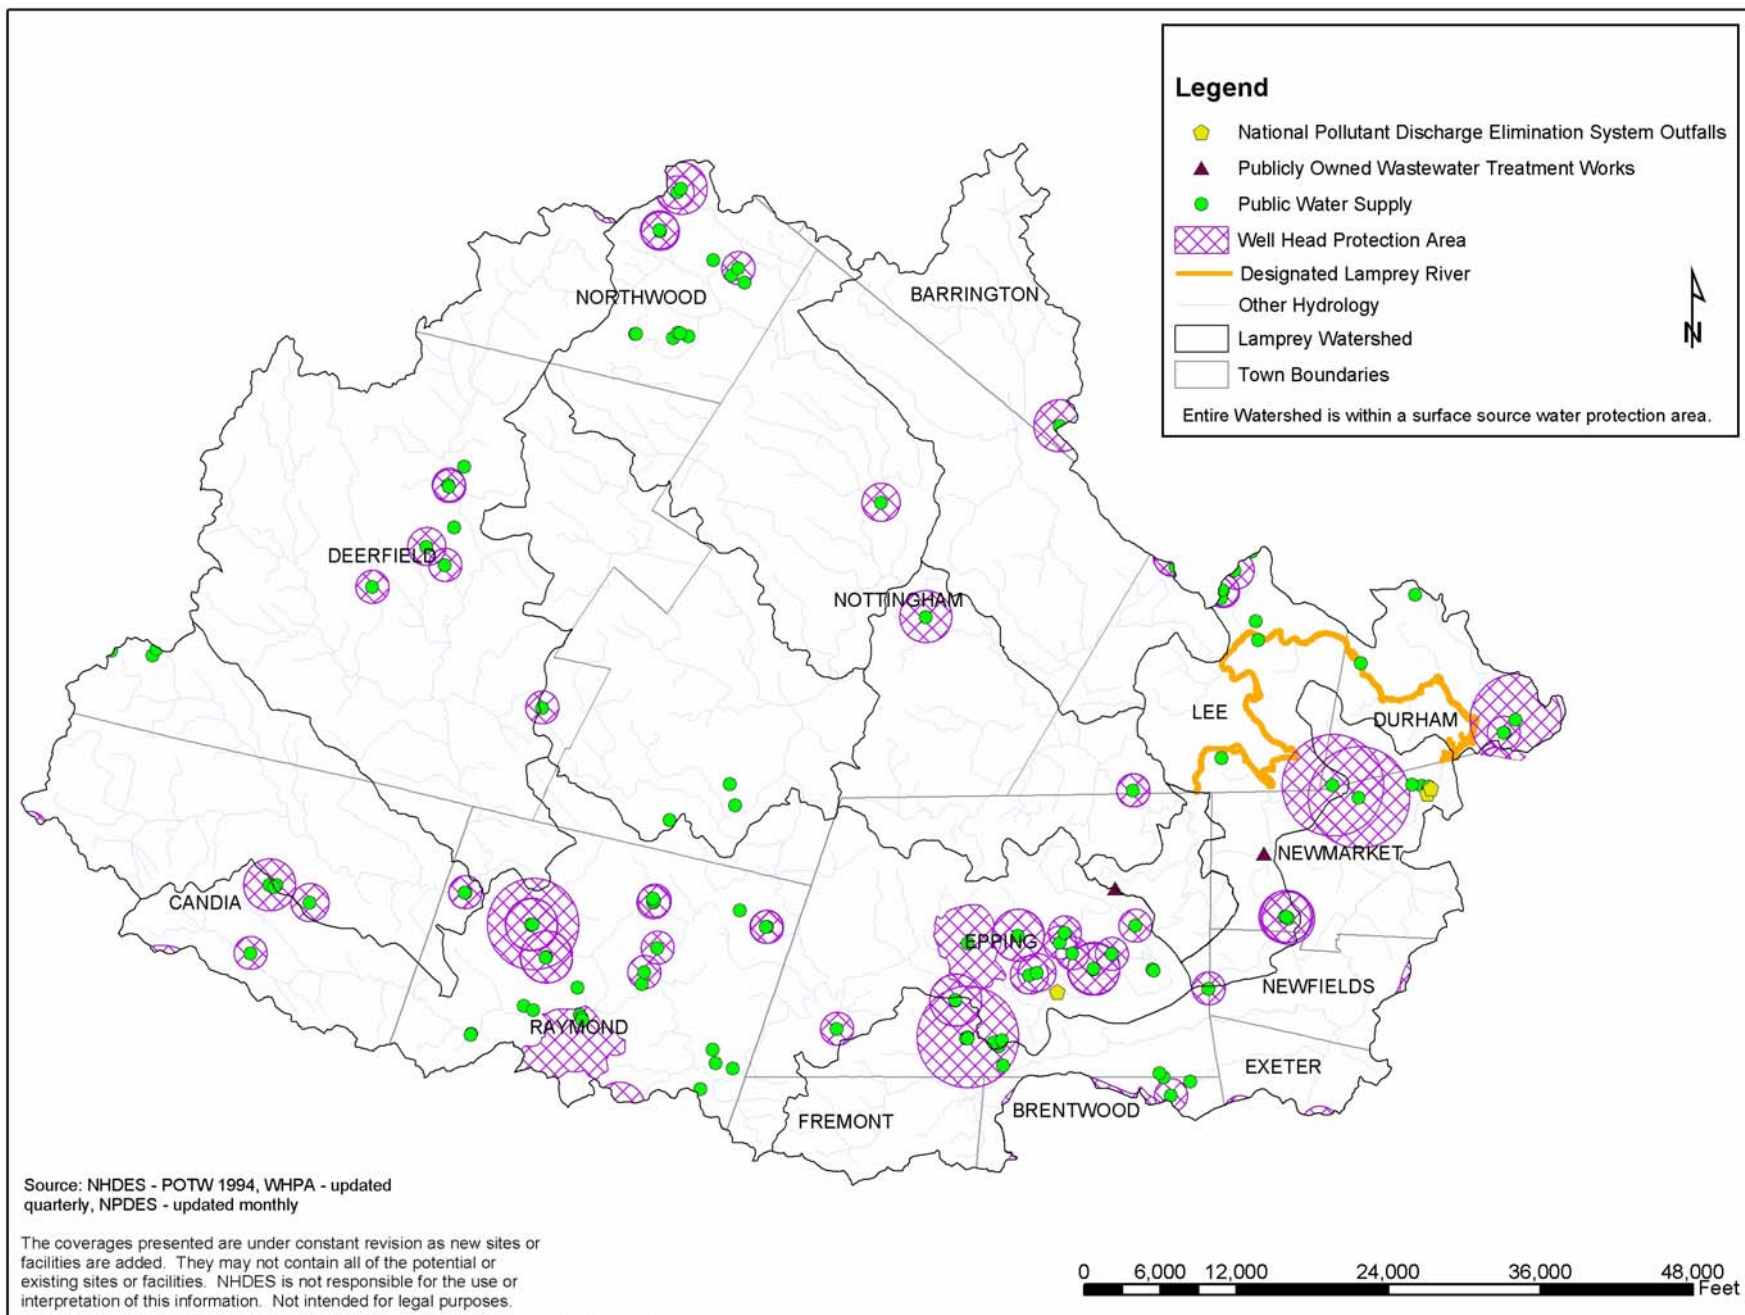 Legend
National Pollutant Discharge Elimination System Outfalls
Publicly Owned Wastewater Treatment Works
Public Water Supply
Well Head Protection Area
Designated Lamprey River
Other Hydrology
Lamprey Watershed
Town Boundaries
Entire Watershed is within a surface source water protection area.
N
NORTHWOOD
BARRINGTON
DEERFIELD
NOTTINGHAM
LEE
DURHAM
NEWMARKET
CANDIA
EPPING
NEWFIELDS
RAYMOND
EXETER
BRENTWOOD
FREMONT
Source: NHDES - POTW 1994, WHPA - updated
quarterly, NPDES - updated monthly
The coverages presented are under constant revision as new sites or
facilities are added. They may not contain all of the potential or
existing sites or facilities. NHDES is not responsible for the use or
interpretation of this information. Not intended for legal purposes.
0 6,000 12,000 24,000 36,000 48,000
Feet